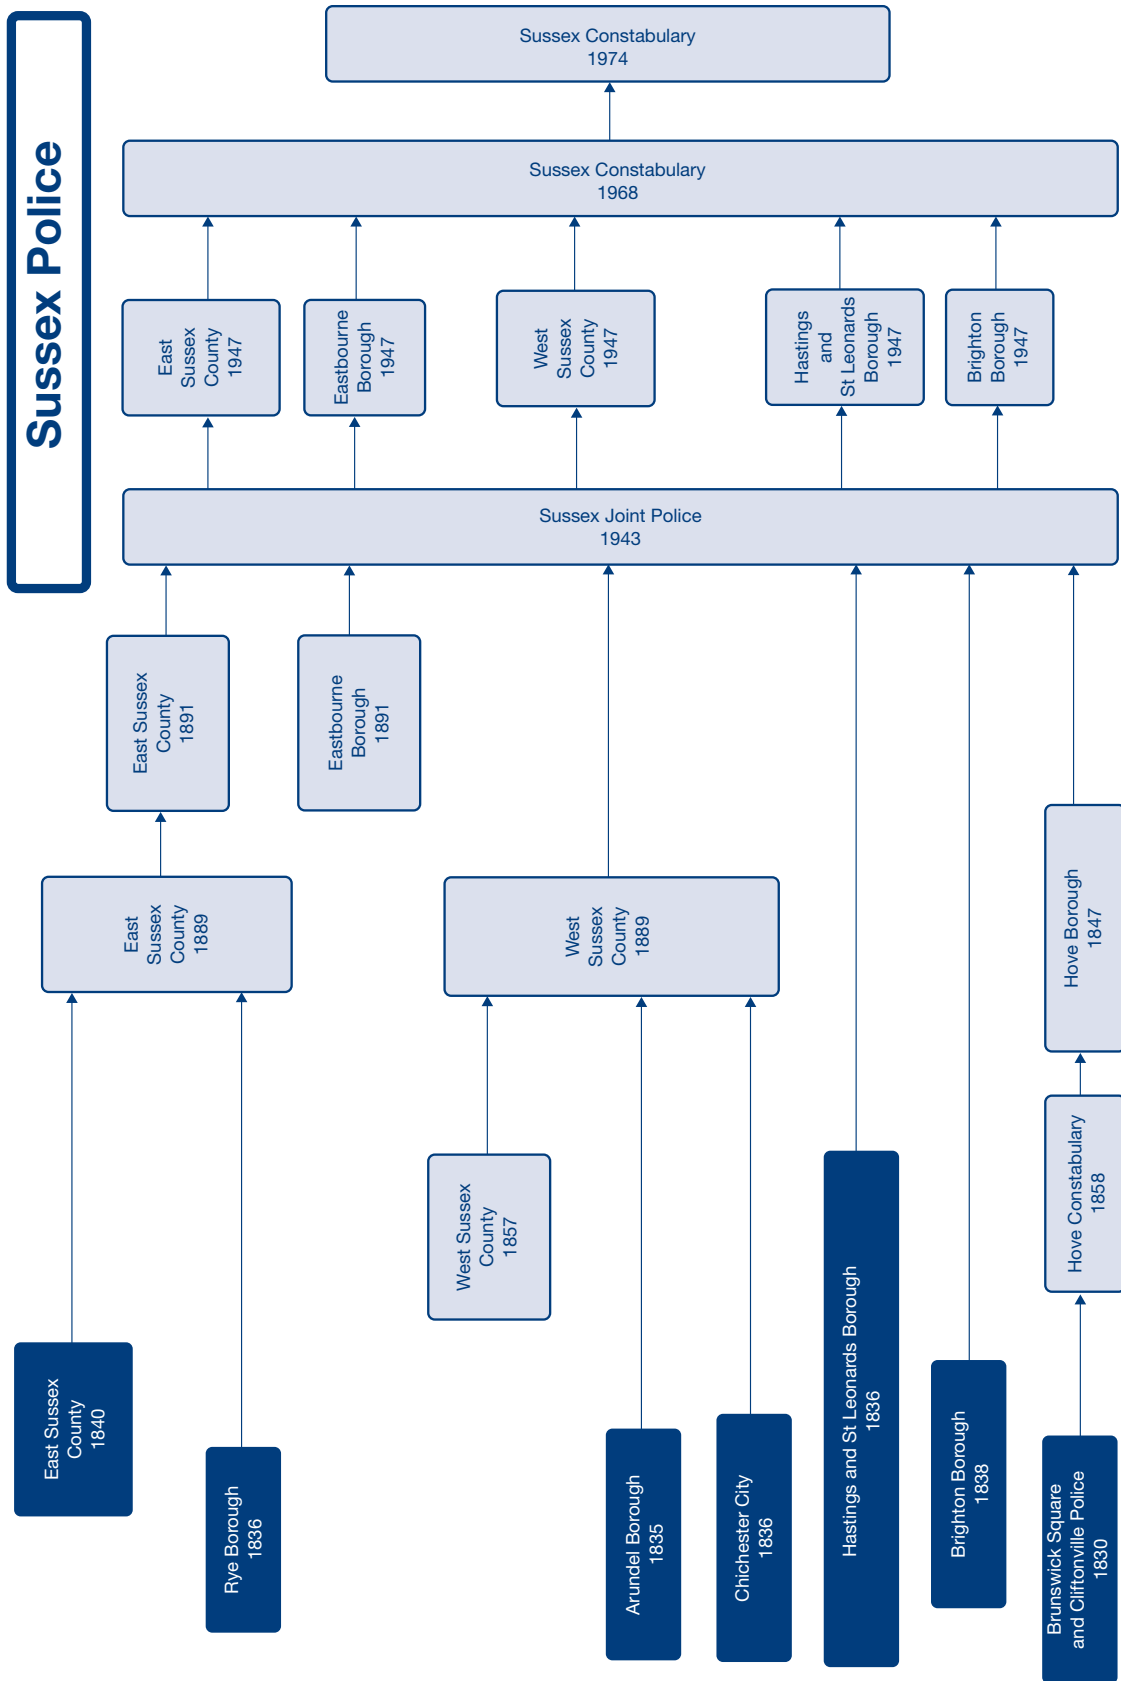 Sussex Police
Sussex Constabulary
1974
Sussex Constabulary
1968
East
Sussex
County
1947
Eastbourne
Borough
1947
West
Sussex
County
1947
Hastings
and
St Leonards
Borough
1947
Brighton
Borough
1947
Sussex Joint Police
1943
East Sussex
County
1891
Eastbourne
Borough
1891
East
Sussex
County
1889
West
Sussex
County
1889
Hove Borough
1847
West Sussex
County
1857
Hove Constabulary
1858
East Sussex
County
1840
Rye Borough
1836
Arundel Borough
1835
Chichester City
1836
Hastings and St Leonards Borough
1836
Brighton Borough
1838
Brunswick Square
and Cliftonville Police
1830